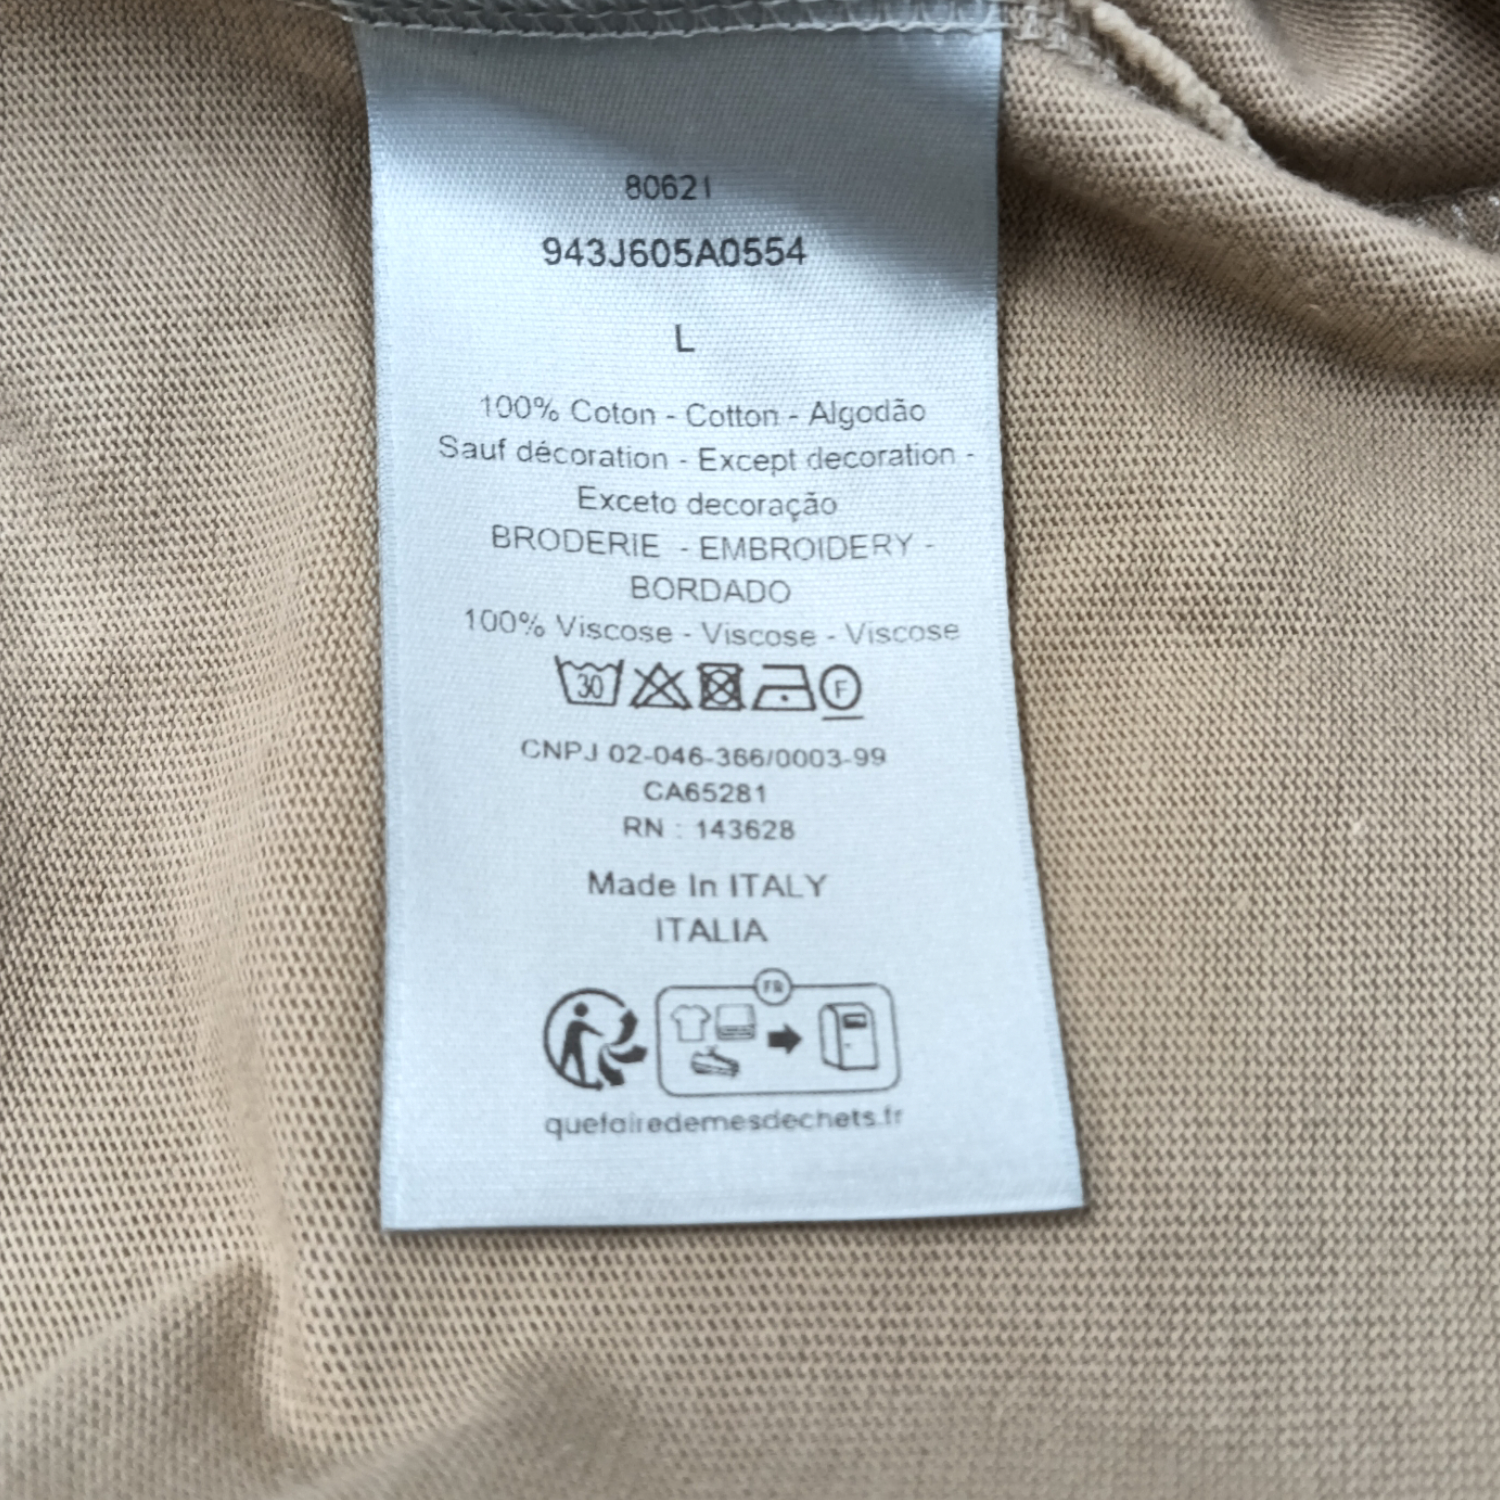 80621
943J605A0554
L
100% Coton - Cotton - Algodão
Sauf décoration - Except decoration -
Exceto decoração
BRODERIE - EMBROIDERY -
BORDADO
100% Viscose - Viscose - Viscose
30
F
CNPJ 02-046-366/0003-99
CA65281
RN : 143628
Made In ITALY
ITALIA
FR
quefairedemesdechets.fr